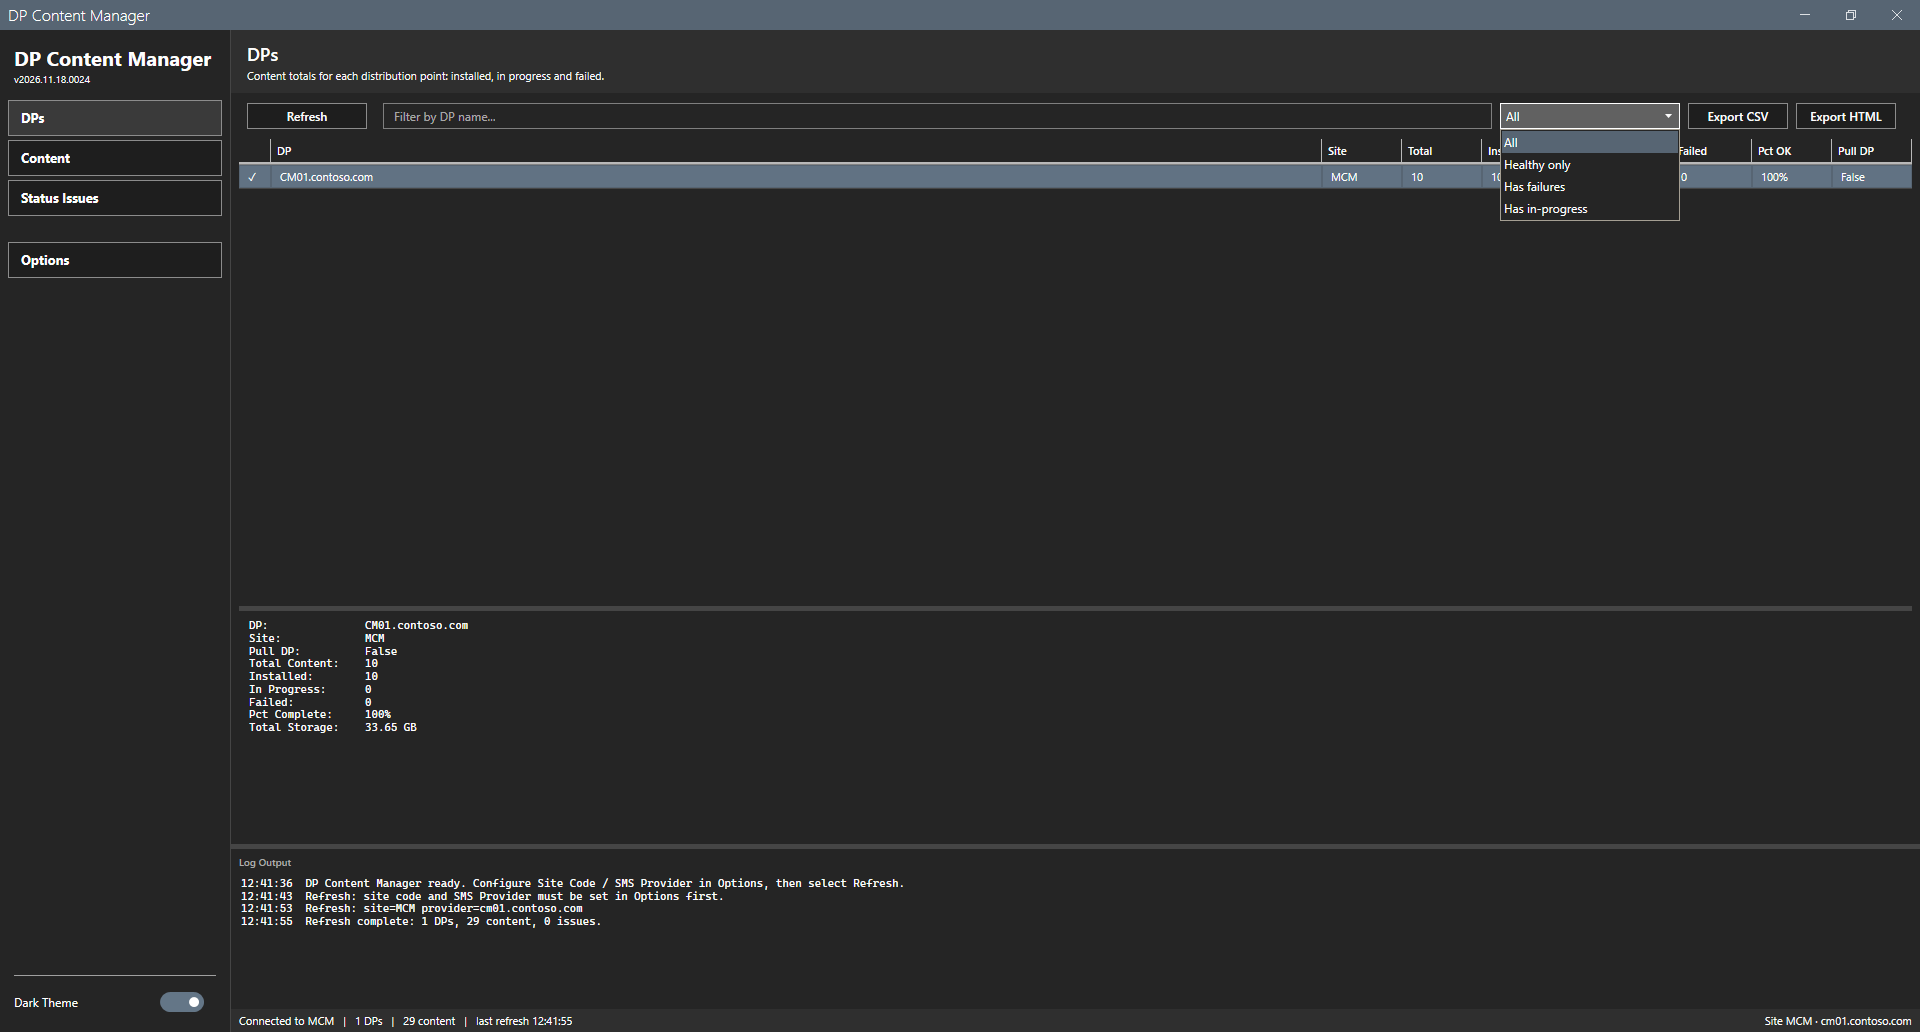 DP Content Manager
DP Content Manager
v2026.11.18.0024
DPs
Content
Status Issues
Options
Dark Theme
DPs
Content totals for each distribution point: installed, in progress and failed.
Refresh
Filter by DP name...
All
Export CSV
Export HTML
All
Healthy only
Has failures
Has in-progress
DP Site Total Failed Pct OK Pull DP
✓ CM01.contoso.com MCM 10 0 100% False
DP: CM01.contoso.com
Site: MCM
Pull DP: False
Total Content: 10
Installed: 10
In Progress: 0
Failed: 0
Pct Complete: 100%
Total Storage: 33.65 GB
Log Output
12:41:36 DP Content Manager ready. Configure Site Code / SMS Provider in Options, then select Refresh.
12:41:43 Refresh: site code and SMS Provider must be set in Options first.
12:41:53 Refresh: site=MCM provider=cm01.contoso.com
12:41:55 Refresh complete: 1 DPs, 29 content, 0 issues.
Connected to MCM | 1 DPs | 29 content | last refresh 12:41:55
Site MCM · cm01.contoso.com